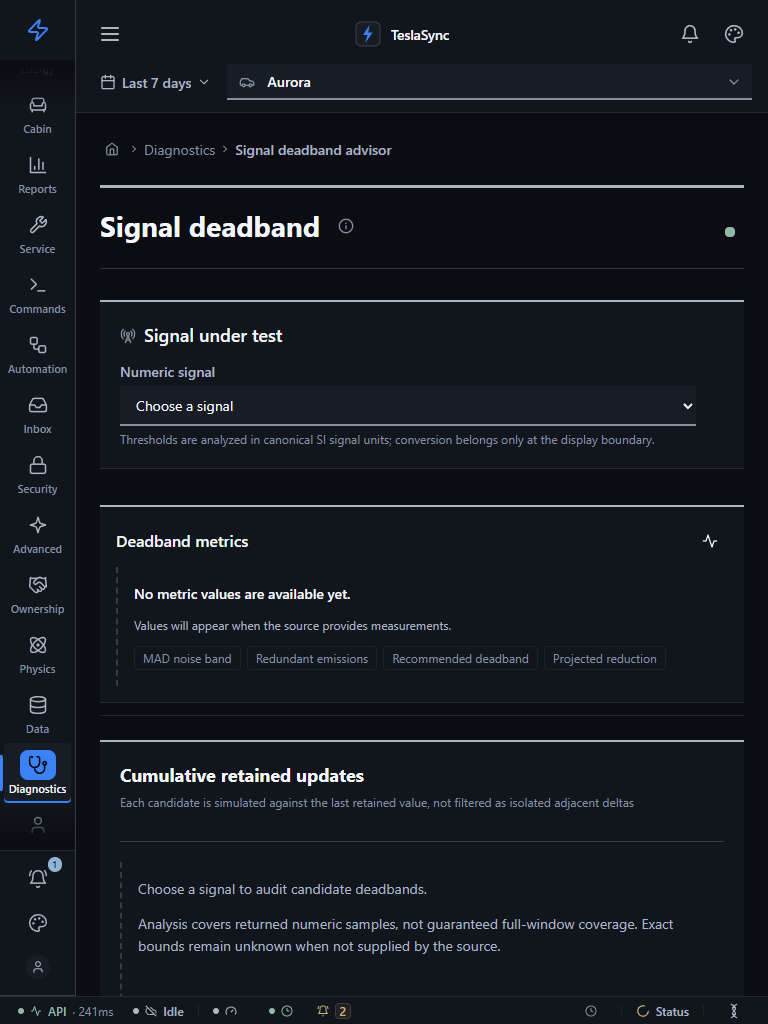 TeslaSync
Last 7 days
Aurora
Energy
Cabin
Reports
Service
Commands
Automation
Inbox
Security
Advanced
Ownership
Physics
Data
Diagnostics
1
Diagnostics
Signal deadband advisor
Signal deadband
Signal under test
Numeric signal
Choose a signal
Thresholds are analyzed in canonical SI signal units; conversion belongs only at the display boundary.
Deadband metrics
No metric values are available yet.
Values will appear when the source provides measurements.
MAD noise band
Redundant emissions
Recommended deadband
Projected reduction
Cumulative retained updates
Each candidate is simulated against the last retained value, not filtered as isolated adjacent deltas
Choose a signal to audit candidate deadbands.
Analysis covers returned numeric samples, not guaranteed full-window coverage. Exact
bounds remain unknown when not supplied by the source.
API · 241ms
Idle
2
Status